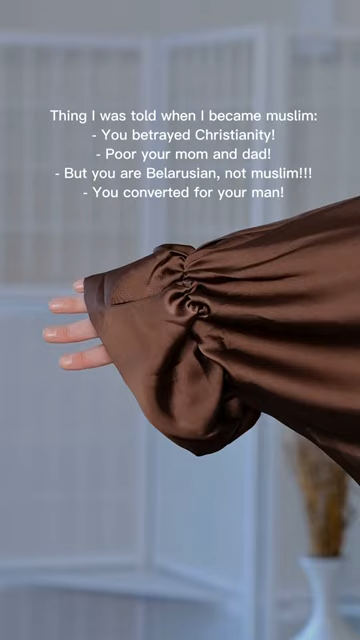 Thing I was told when I became muslim:
- You betrayed Christianity!
- Poor your mom and dad!
- But you are Belarusian, not muslim!!!
- You converted for your man!